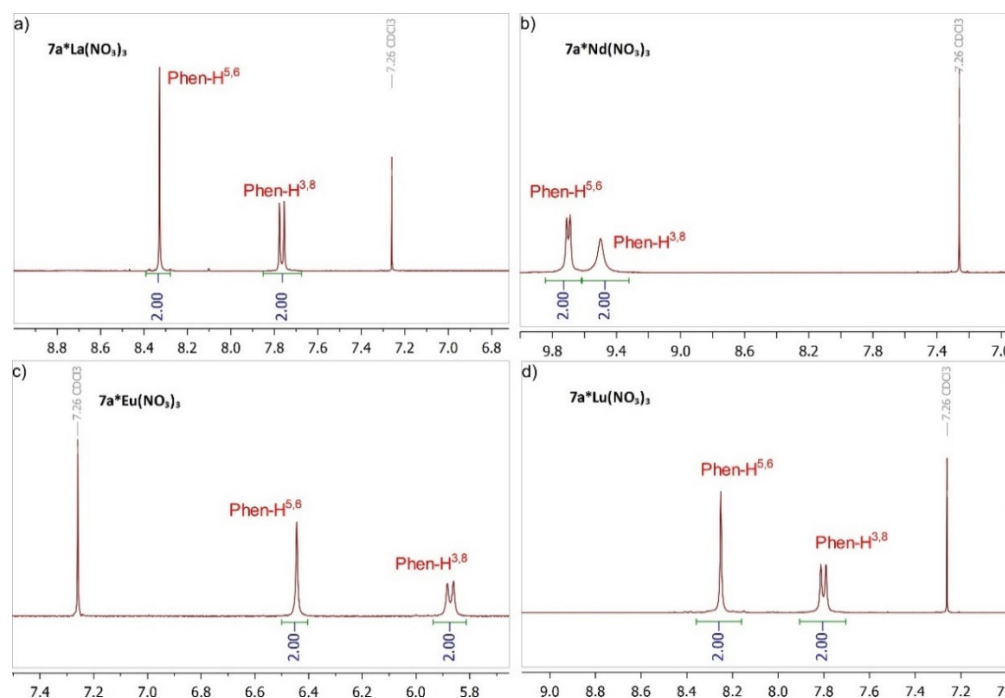 a)
7a*La(NO₃)₃
7.26 CDCl3
Phen-H⁵,⁶
Phen-H³,⁸
2.00
2.00
8.8 8.6 8.4 8.2 8.0 7.8 7.6 7.4 7.2 7.0 6.8
b)
7a*Nd(NO₃)₃
7.26 CDCl3
Phen-H⁵,⁶
Phen-H³,⁸
2.00
2.00
9.8 9.4 9.0 8.6 8.2 7.8 7.4 7.0
c)
7.26 CDCl3
7a*Eu(NO₃)₃
Phen-H⁵,⁶
Phen-H³,⁸
2.00
2.00
7.4 7.2 7.0 6.8 6.6 6.4 6.2 6.0 5.8
d)
7a*Lu(NO₃)₃
7.26 CDCl3
Phen-H⁵,⁶
Phen-H³,⁸
2.00
2.00
9.0 8.8 8.6 8.4 8.2 8.0 7.8 7.6 7.4 7.2 7.0